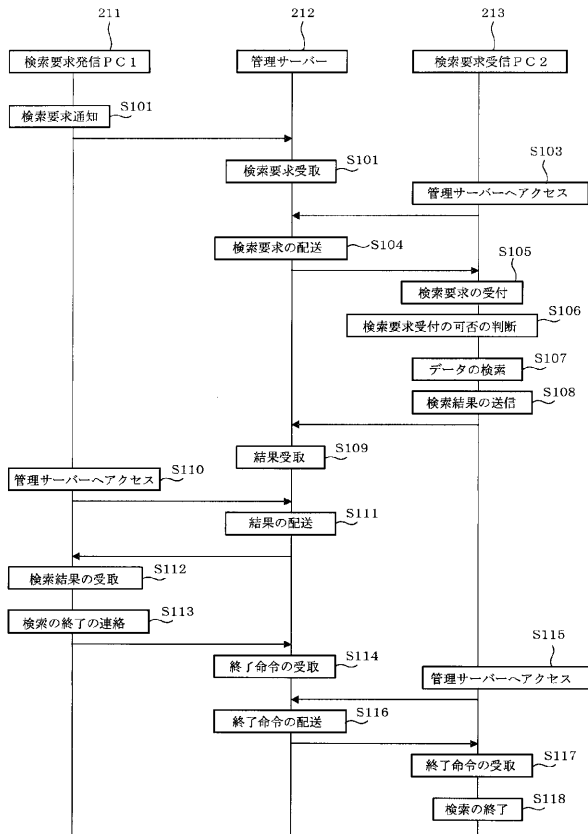 211
212
213
検索要求発信PC1
管理サーバー
検索要求受信PC2
S101
検索要求通知
S101
検索要求受取
S103
管理サーバーへアクセス
検索要求の配送
S104
S105
検索要求の受付
S106
検索要求受付の可否の判断
S107
データの検索
S108
検索結果の送信
S109
結果受取
S110
管理サーバーへアクセス
S111
結果の配送
S112
検索結果の受取
S113
検索の終了の連絡
S114
終了命令の受取
S115
管理サーバーへアクセス
S116
終了命令の配送
S117
終了命令の受取
S118
検索の終了